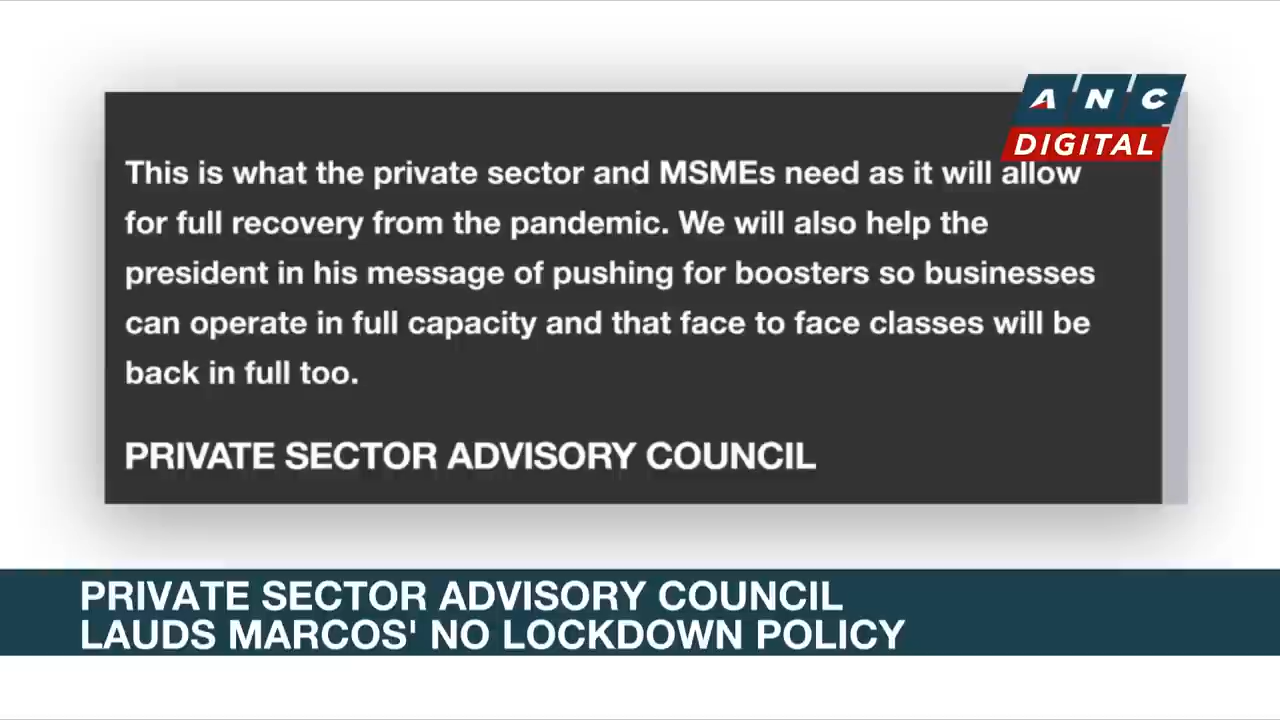 ANC
DIGITAL
This is what the private sector and MSMEs need as it will allow
for full recovery from the pandemic. We will also help the
president in his message of pushing for boosters so businesses
can operate in full capacity and that face to face classes will be
back in full too.
PRIVATE SECTOR ADVISORY COUNCIL
PRIVATE SECTOR ADVISORY COUNCIL
LAUDS MARCOS' NO LOCKDOWN POLICY